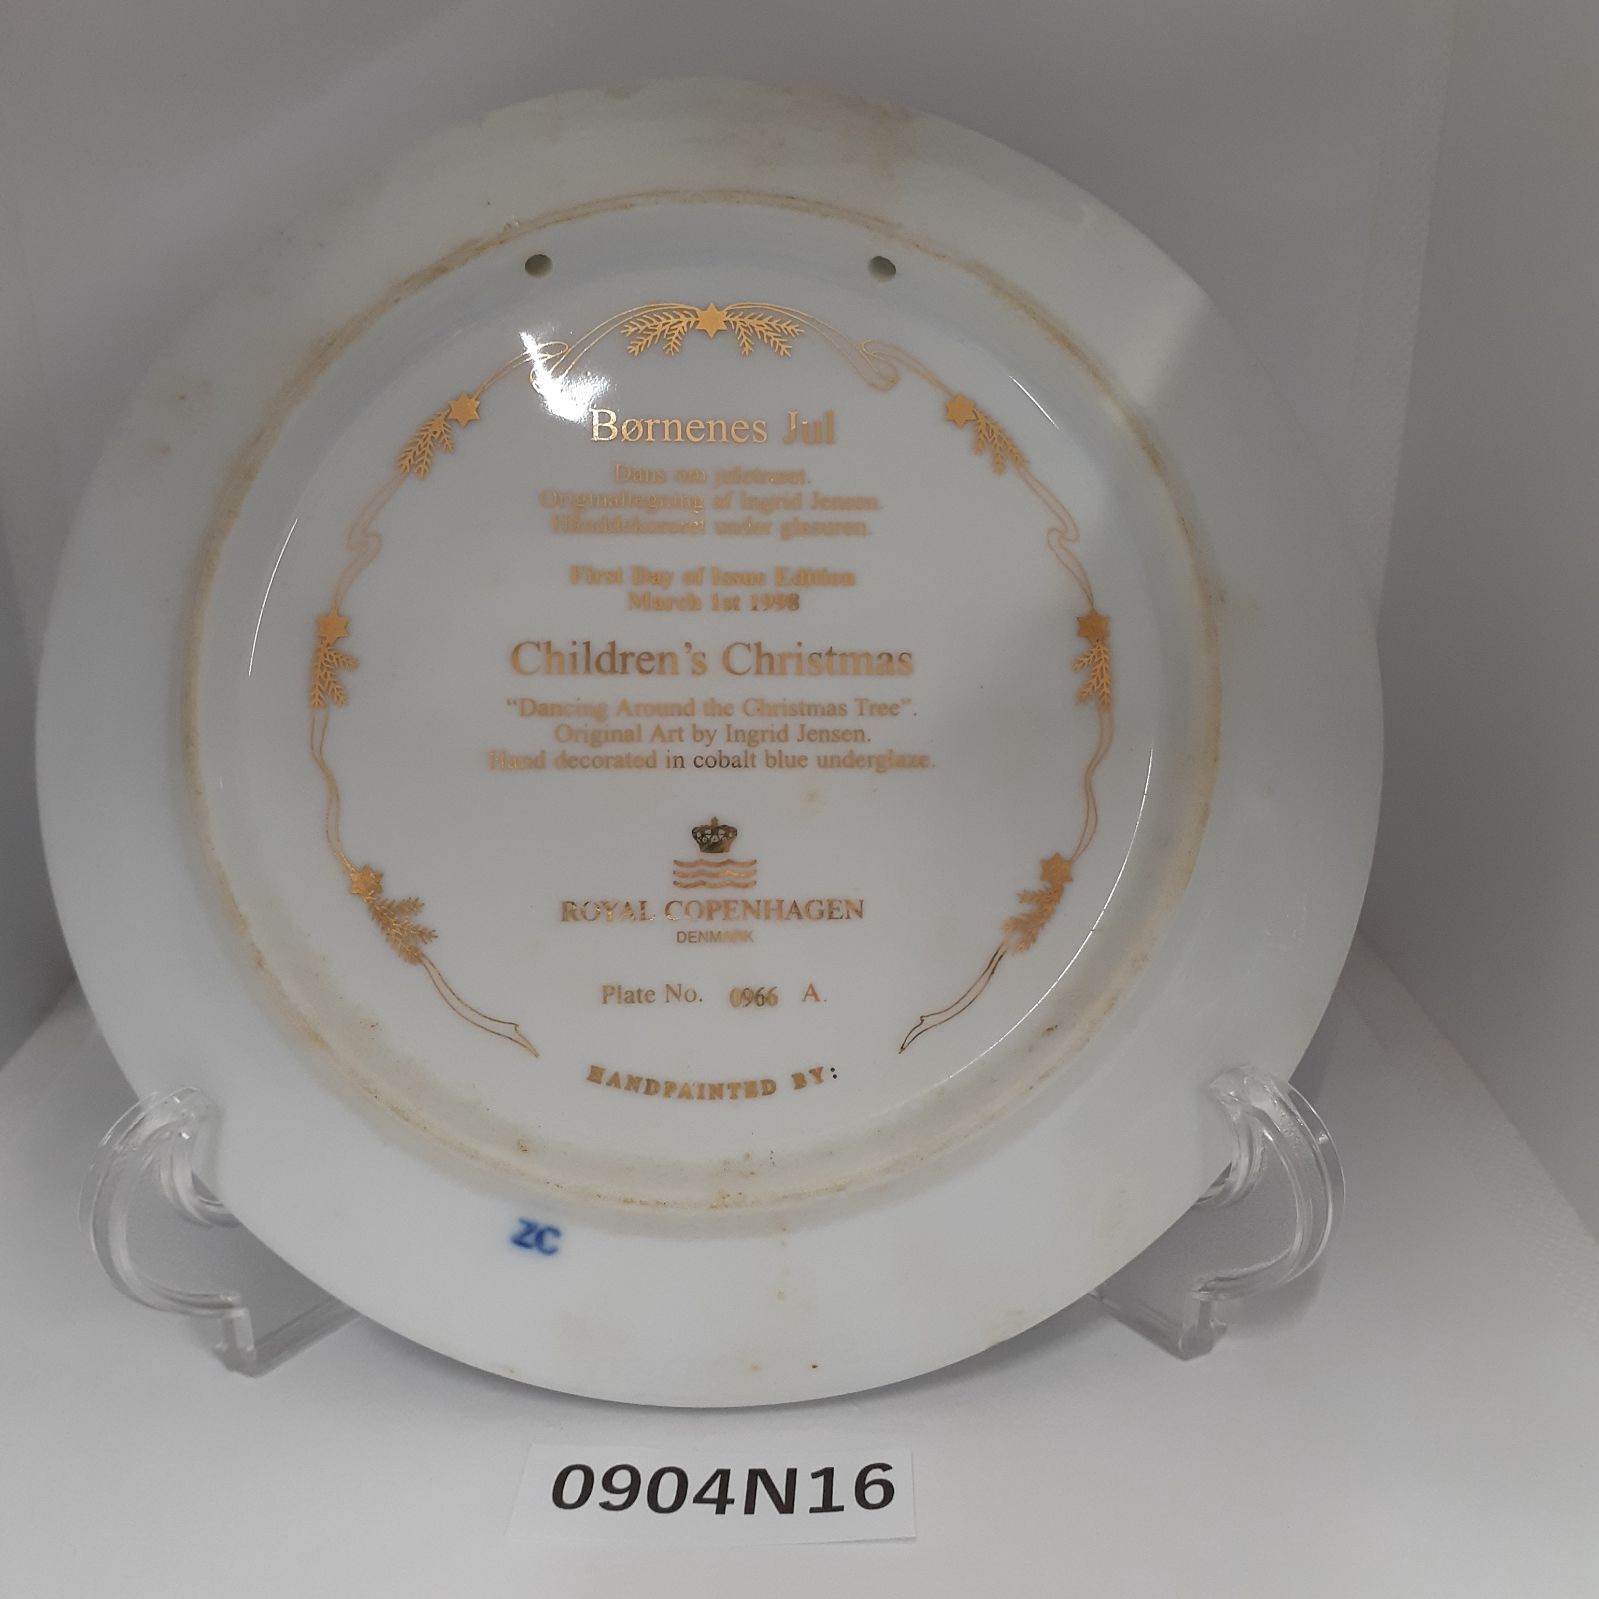 Børnenes Jul
Dans om juletræet.
Originaltegning af Ingrid Jensen.
Hånddekoreret under glasuren.
First Day of Issue Edition
March 1st 1998
Children's Christmas
"Dancing Around the Christmas Tree".
Original Art by Ingrid Jensen.
Hand decorated in cobalt blue underglaze.
ROYAL COPENHAGEN
DENMARK
Plate No. 0966 A.
HANDPAINTED BY:
ZC
0904N16